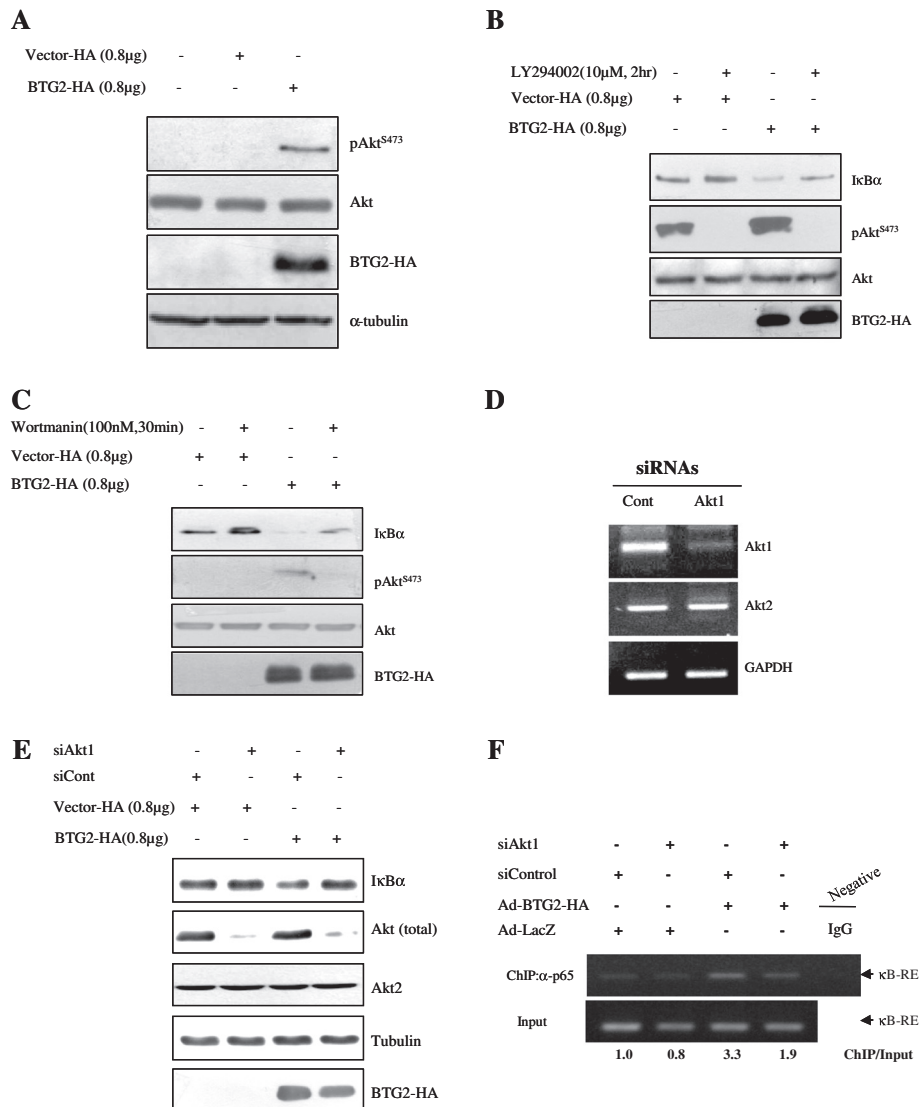 A
Vector-HA (0.8µg) - + -
BTG2-HA (0.8µg) - - +
pAktS473
Akt
BTG2-HA
α-tubulin
B
LY294002(10µM, 2hr) - + - +
Vector-HA (0.8µg) + + - -
BTG2-HA (0.8µg) - - + +
IκBα
pAktS473
Akt
BTG2-HA
C
Wortmanin(100nM,30min) - + - +
Vector-HA (0.8µg) + + - -
BTG2-HA (0.8µg) - - + +
IκBα
pAktS473
Akt
BTG2-HA
D
siRNAs
Cont Akt1
Akt1
Akt2
GAPDH
E
siAkt1 - + - +
siCont + - + -
Vector-HA (0.8µg) + + - -
BTG2-HA(0.8µg) - - + +
IκBα
Akt (total)
Akt2
Tubulin
BTG2-HA
F
siAkt1 - + - +
siControl + - + -
Ad-BTG2-HA - - + +
Ad-LacZ + + - -
Negative
IgG
ChIP:α-p65
κB-RE
Input
κB-RE
1.0 0.8 3.3 1.9 ChIP/Input